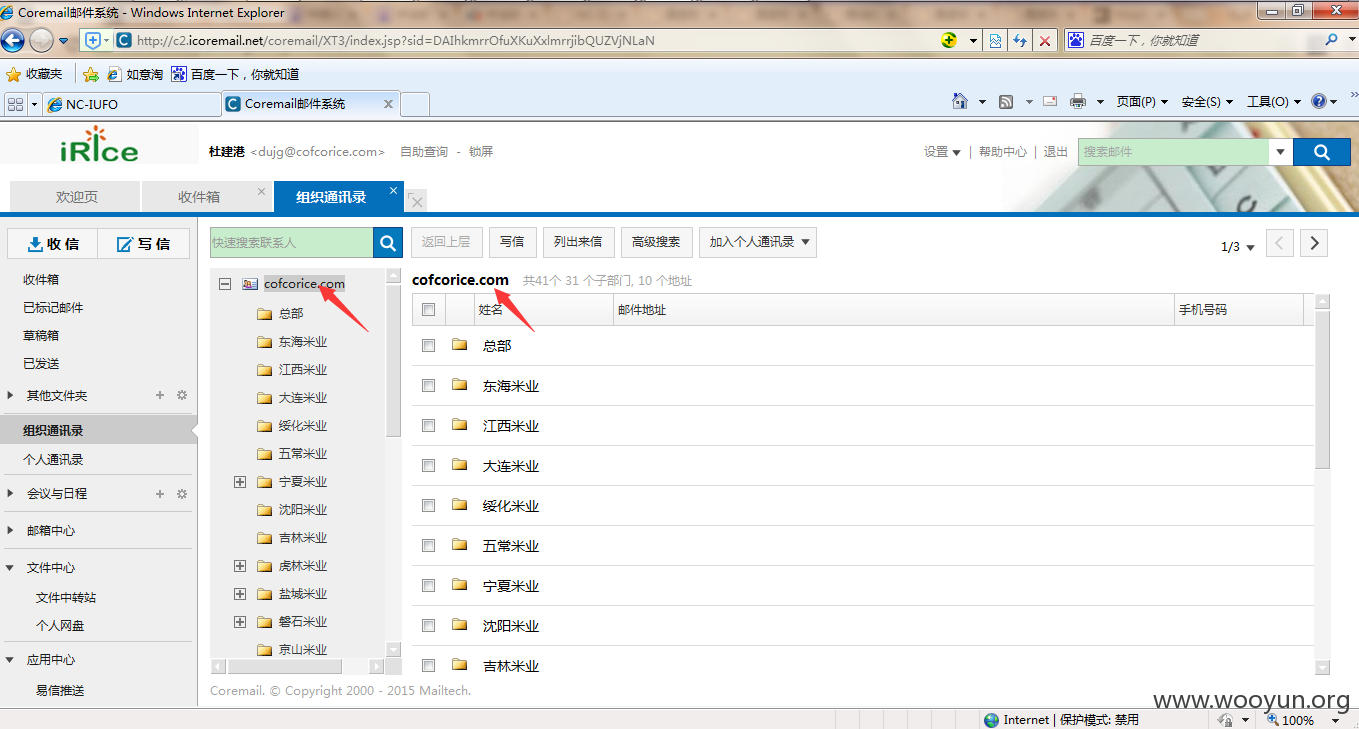 Coremail邮件系统 - Windows Internet Explorer
http://c2.icoremail.net/coremail/XT3/index.jsp?sid=DAIhkmrrOfuXKuXxlmrrjibQUZVjNLaN
百度一下，你就知道
收藏夹 如意淘 百度一下，你就知道
NC-IUFO Coremail邮件系统 页面(P) 安全(S) 工具(O)
iRice
杜建港 <dujg@cofcorice.com> 自助查询 - 锁屏
设置 | 帮助中心 | 退出 搜索邮件
欢迎页 收件箱 组织通讯录
收信 写信
收件箱
已标记邮件
草稿箱
已发送
其他文件夹
组织通讯录
个人通讯录
会议与日程
邮箱中心
文件中心
文件中转站
个人网盘
应用中心
易信推送
快速搜索联系人
cofcorice.com
总部
东海米业
江西米业
大连米业
绥化米业
五常米业
宁夏米业
沈阳米业
吉林米业
虎林米业
盐城米业
磐石米业
京山米业
返回上层 写信 列出来信 高级搜索 加入个人通讯录 1/3
cofcorice.com 共41个 31 个子部门, 10 个地址
姓名 邮件地址 手机号码
总部
东海米业
江西米业
大连米业
绥化米业
五常米业
宁夏米业
沈阳米业
吉林米业
Coremail. © Copyright 2000 - 2015 Mailtech.
www.wooyun.org
Internet | 保护模式: 禁用 100%